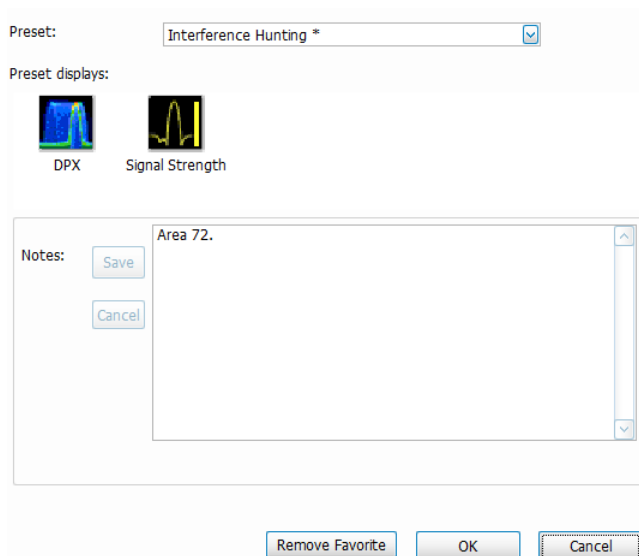 Preset: Interference Hunting *
Preset displays:
DPX Signal Strength
Area 72.
Notes: Save
Cancel
Remove Favorite OK Cancel